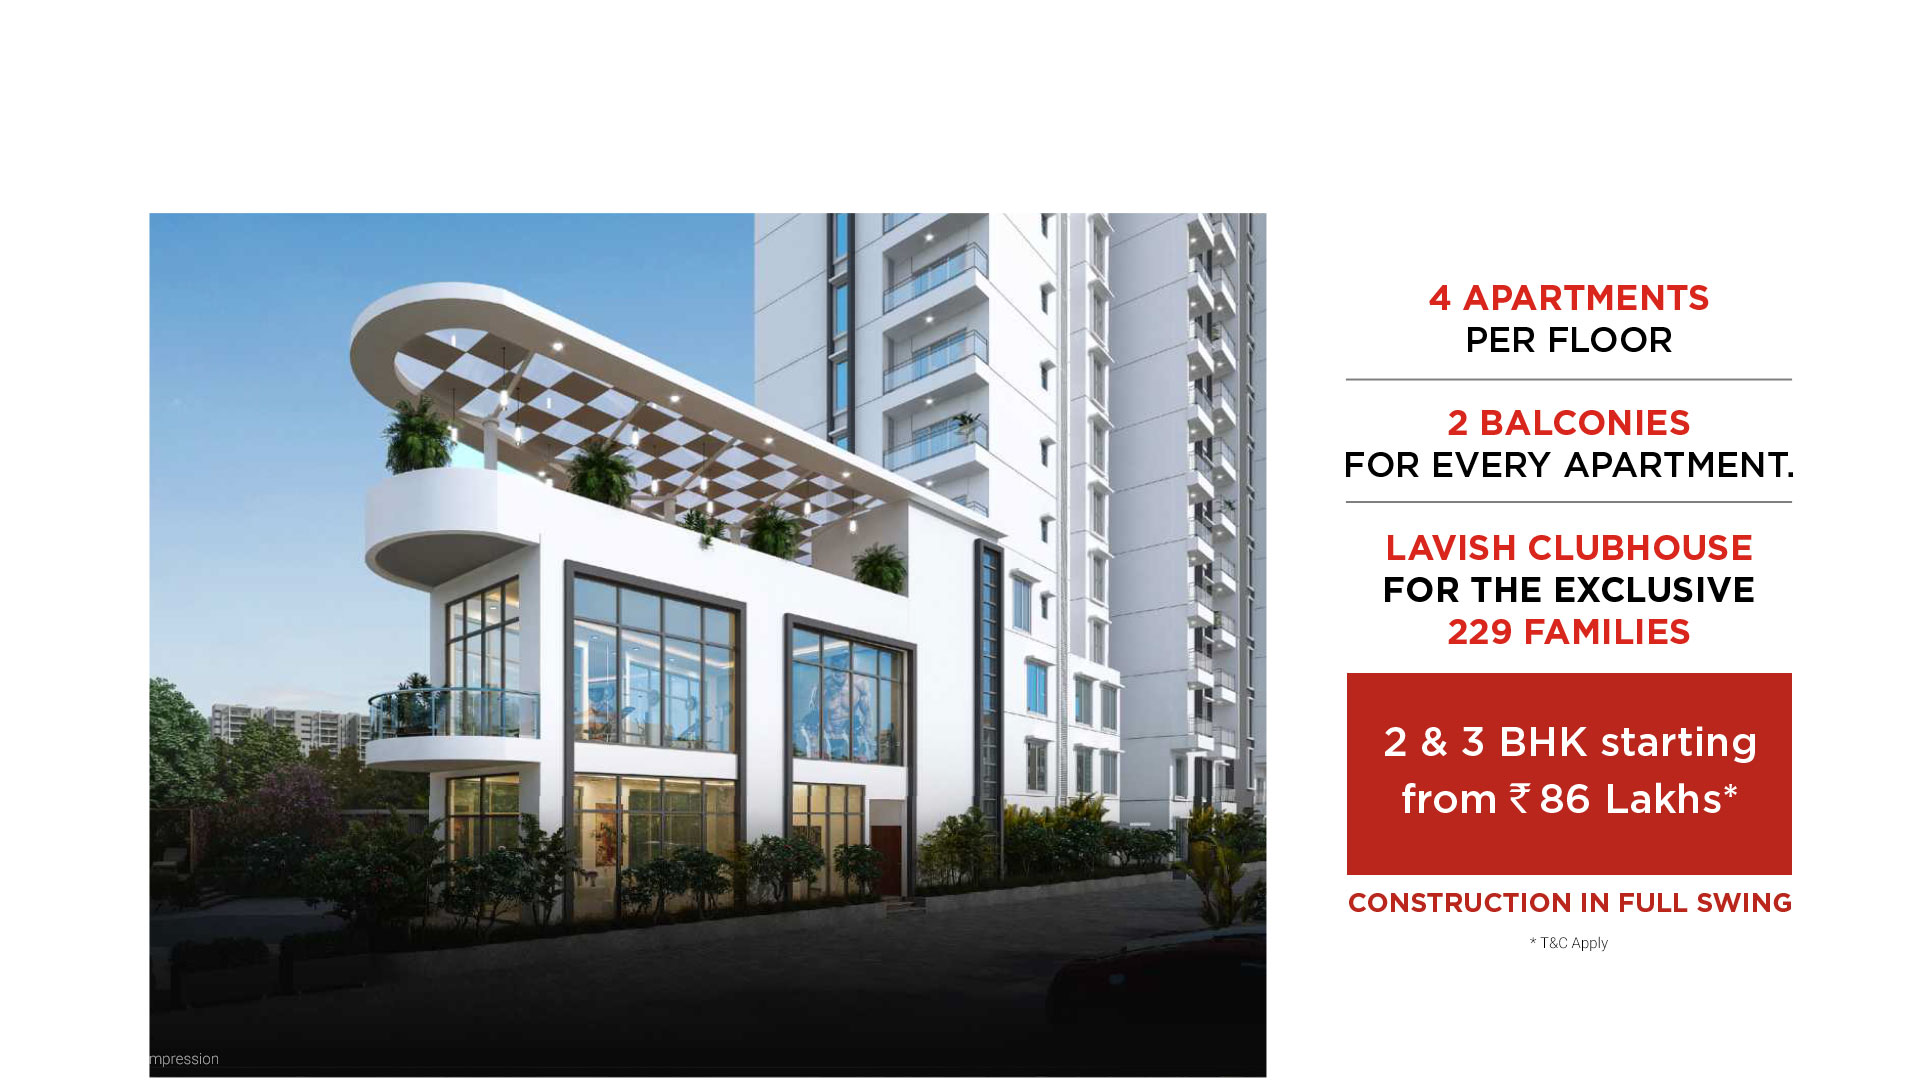 4 APARTMENTS
PER FLOOR
2 BALCONIES
FOR EVERY APARTMENT.
LAVISH CLUBHOUSE
FOR THE EXCLUSIVE
229 FAMILIES
2 & 3 BHK starting
from ₹ 86 Lakhs*
CONSTRUCTION IN FULL SWING
* T&C Apply
mpression